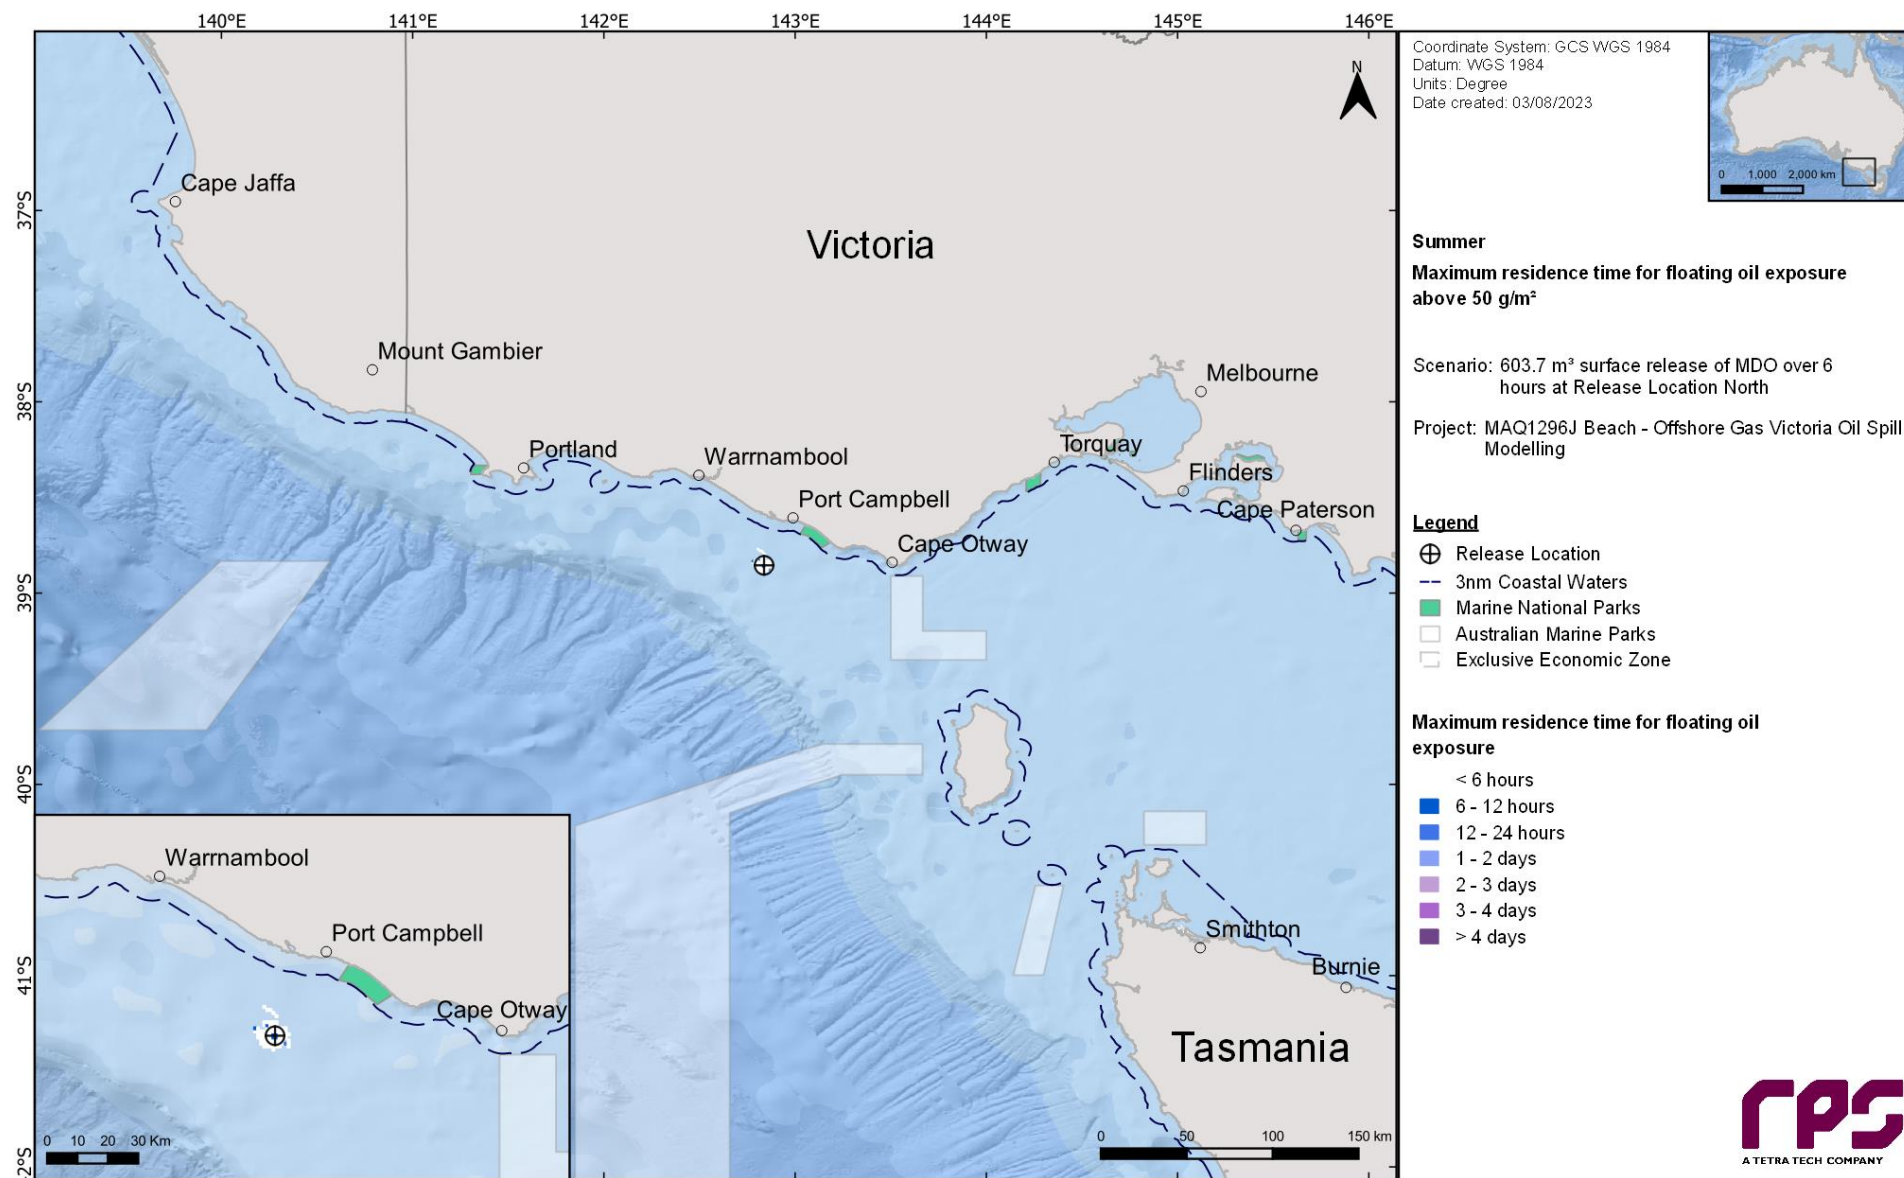 140°E
141°E
142°E
143°E
144°E
145°E
146°E
37°S
38°S
39°S
40°S
41°S
2°S
N
Cape Jaffa
Victoria
Mount Gambier
Melbourne
Portland
Torquay
Warrnambool
Flinders
Port Campbell
Cape Paterson
Cape Otway
Smithton
Burnie
Tasmania
0 50 100 150 km
Warrnambool
Port Campbell
Cape Otway
0 10 20 30 Km
Coordinate System: GCS WGS 1984
Datum: WGS 1984
Units: Degree
Date created: 03/08/2023
0 1,000 2,000 km
Summer
Maximum residence time for floating oil exposure
above 50 g/m²
Scenario: 603.7 m³ surface release of MDO over 6
hours at Release Location North
Project: MAQ1296J Beach - Offshore Gas Victoria Oil Spill
Modelling
Legend
Release Location
3nm Coastal Waters
Marine National Parks
Australian Marine Parks
Exclusive Economic Zone
Maximum residence time for floating oil
exposure
< 6 hours
6 - 12 hours
12 - 24 hours
1 - 2 days
2 - 3 days
3 - 4 days
> 4 days
rps
A TETRA TECH COMPANY